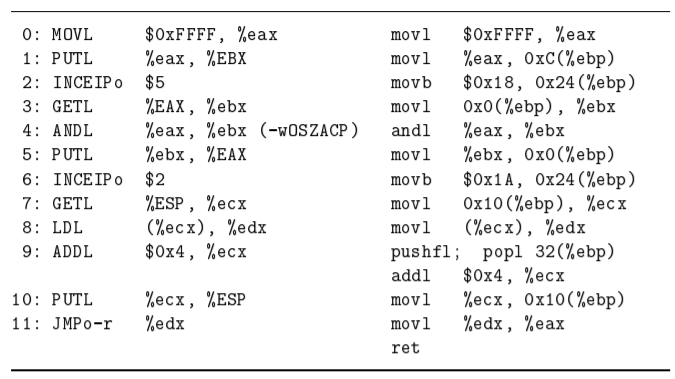 0: MOVL $0xFFFF, %eax movl $0xFFFF, %eax
1: PUTL %eax, %EBX movl %eax, 0xC(%ebp)
2: INCEIPo $5 movb $0x18, 0x24(%ebp)
3: GETL %EAX, %ebx movl 0x0(%ebp), %ebx
4: ANDL %eax, %ebx (-wOSZACP) andl %eax, %ebx
5: PUTL %ebx, %EAX movl %ebx, 0x0(%ebp)
6: INCEIPo $2 movb $0x1A, 0x24(%ebp)
7: GETL %ESP, %ecx movl 0x10(%ebp), %ecx
8: LDL (%ecx), %edx movl (%ecx), %edx
9: ADDL $0x4, %ecx pushfl; popl 32(%ebp)
addl $0x4, %ecx
10: PUTL %ecx, %ESP movl %ecx, 0x10(%ebp)
11: JMPo-r %edx movl %edx, %eax
ret